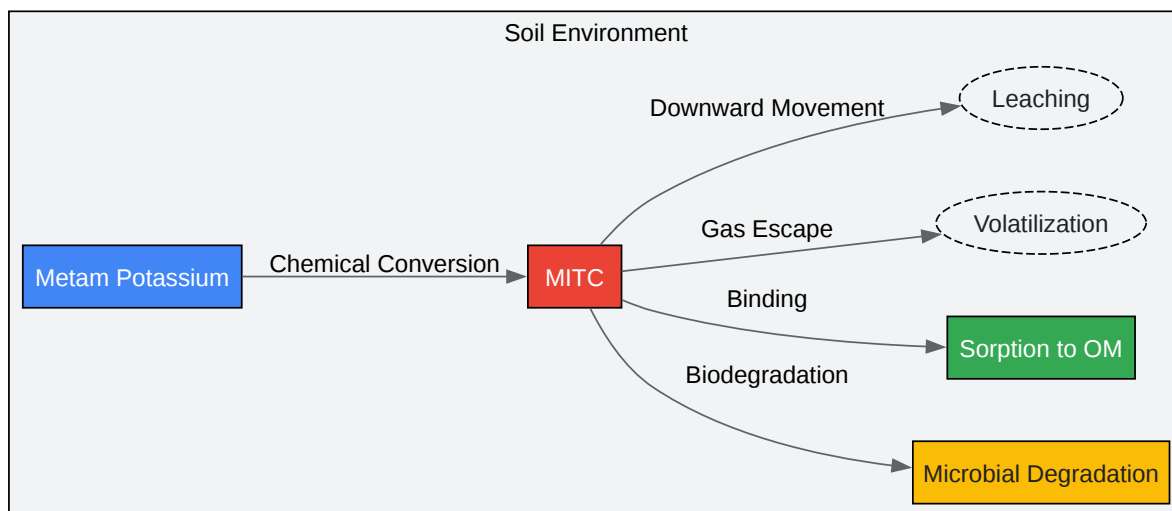 Soil Environment
Downward Movement
Leaching
Gas Escape
Volatilization
Metam Potassium
Chemical Conversion
MITC
Binding
Sorption to OM
Biodegradation
Microbial Degradation